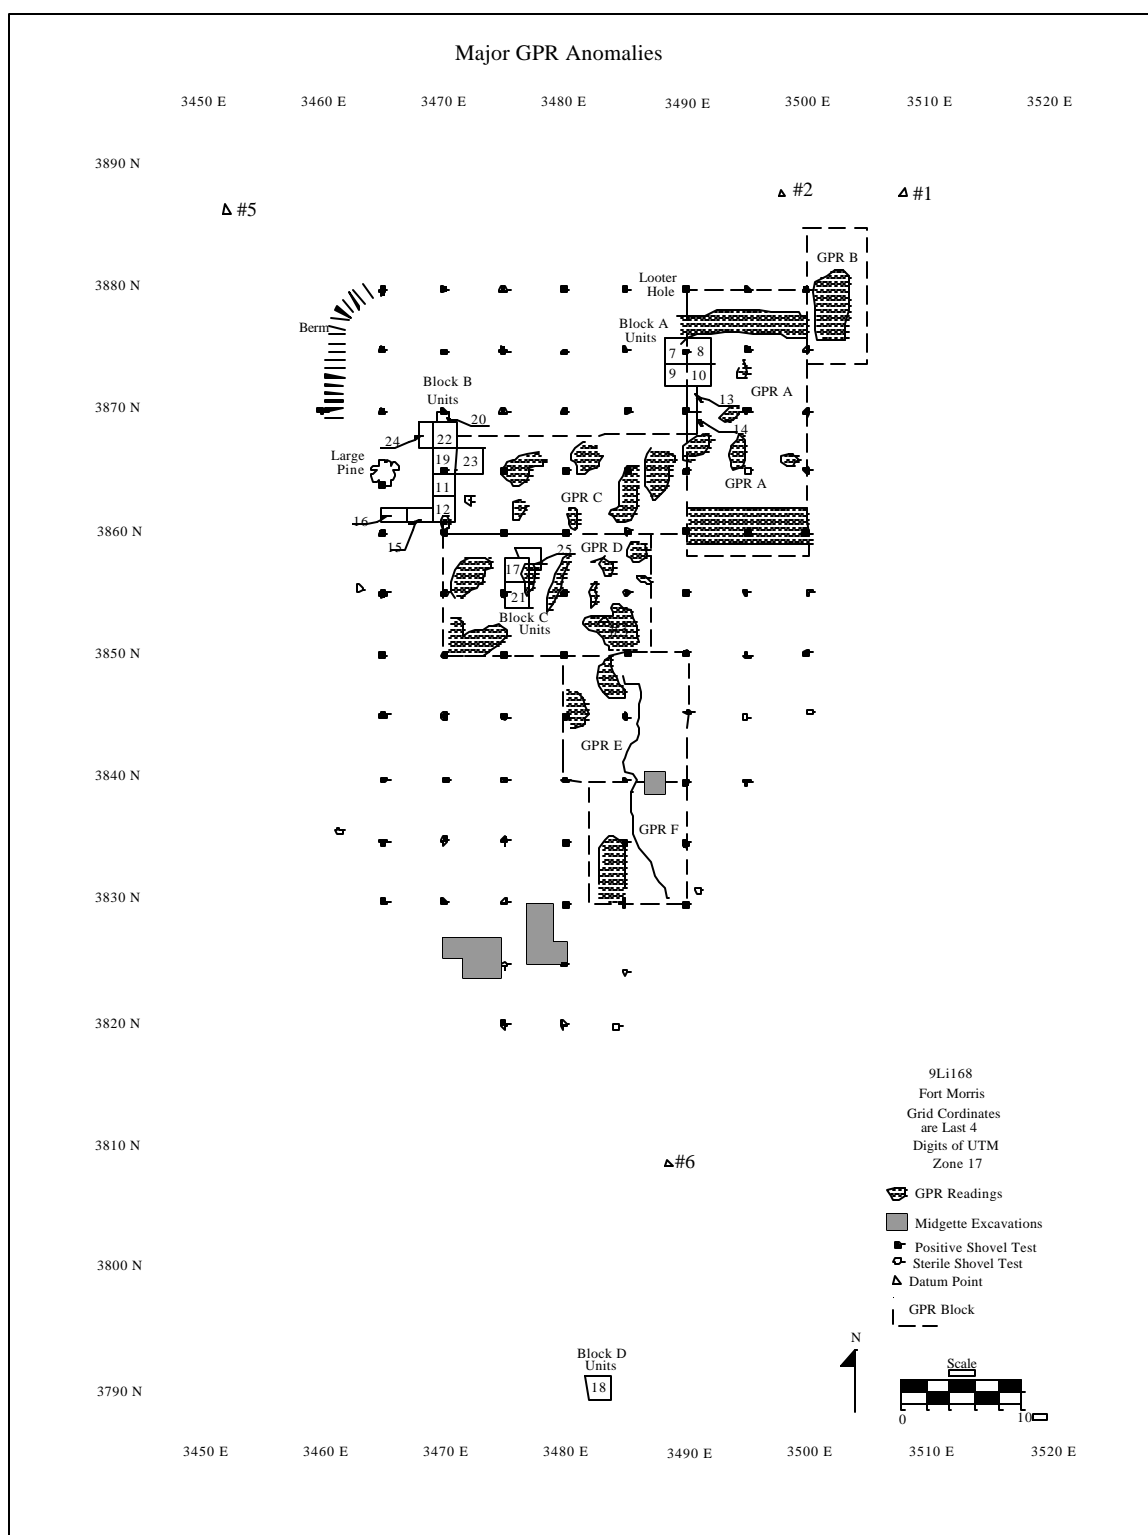 Major GPR Anomalies
3450 E 3460 E 3470 E 3480 E 3490 E 3500 E 3510 E 3520 E
3890 N
#2 #1
#5
GPR B
3880 N
Looter
Hole
Berm
Block A
Units
7 8
9 10
GPR A
Block B
Units
13
3870 N
20
14
24 22
Large
Pine
19 23
GPR A
11
GPR C
12
16
3860 N
15
25 GPR D
17
21
Block C
Units
3850 N
GPR E
3840 N
GPR F
3830 N
3820 N
9Li168
Fort Morris
Grid Cordinates
are Last 4
Digits of UTM
Zone 17
3810 N
#6
GPR Readings
Midgette Excavations
Positive Shovel Test
Sterile Shovel Test
Datum Point
GPR Block
3800 N
N
Block D
Units
18
Scale
3790 N
0 10
3450 E 3460 E 3470 E 3480 E 3490 E 3500 E 3510 E 3520 E